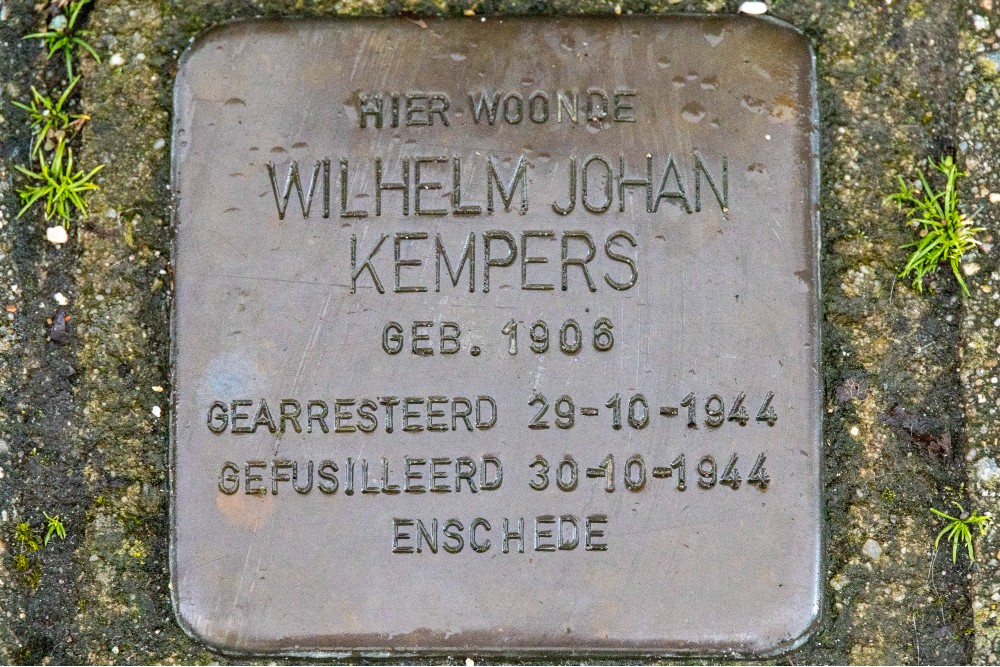 HIER WOONDE
WILHELM JOHAN
KEMPERS
GEB. 1906
GEARRESTEERD 29-10-1944
GEFUSILLEERD 30-10-1944
ENSCHEDE